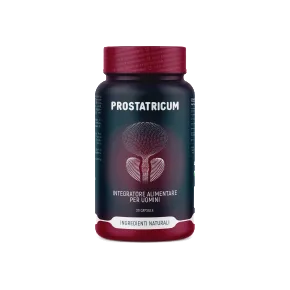 PROSTATRICUM
INTEGRATORE ALIMENTARE
PER UOMINI
INGREDIENTI NATURALI